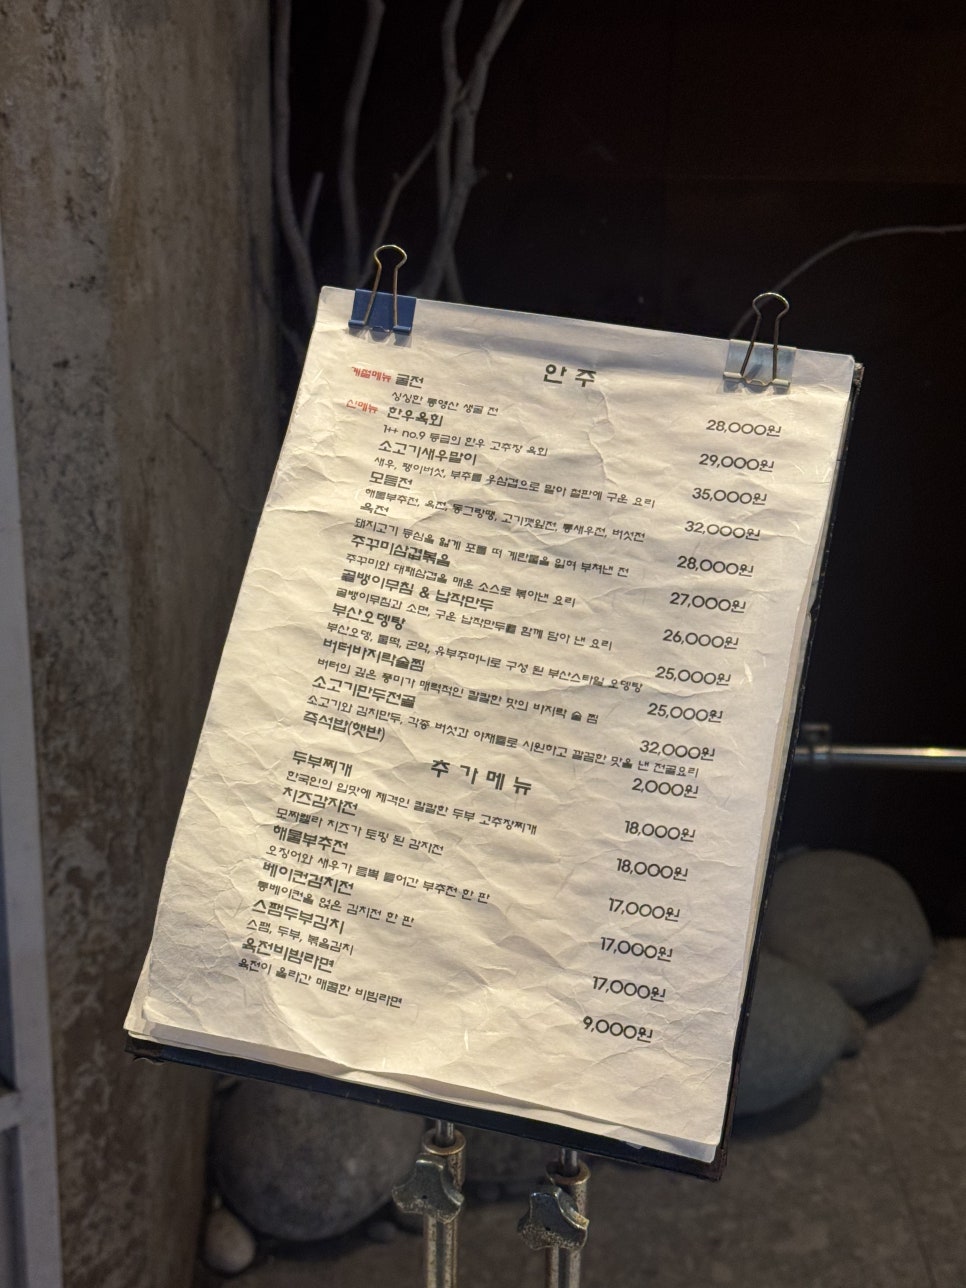 안주
계절메뉴 굴전
싱싱한 통영산 생굴 전
28,000원
신메뉴 한우육회
1++ no.9 등급의 한우 고추장 육회
29,000원
소고기새우말이
새우, 팽이버섯, 부추를 우삼겹으로 말아 철판에 구운 요리
35,000원
모듬전
해물부추전, 육전, 동그랑땡, 고기깻잎전, 통새우전, 버섯전
32,000원
육전
돼지고기 등심을 얇게 포를 떠 계란물을 입혀 부쳐낸 전
28,000원
주꾸미삼겹볶음
주꾸미와 대패삼겹을 매운 소스로 볶아낸 요리
27,000원
골뱅이무침 & 납작만두
골뱅이무침과 소면, 구운 납작만두를 함께 담아 낸 요리
26,000원
부산오뎅탕
부산오뎅, 물떡, 곤약, 유부주머니로 구성 된 부산스타일 오뎅탕
25,000원
버터바지락술찜
버터의 깊은 풍미가 매력적인 칼칼한 맛의 바지락 술 찜
25,000원
소고기만두전골
소고기와 김치만두, 각종 버섯과 야채들로 시원하고 깔끔한 맛을 낸 전골요리
32,000원
즉석밥(햇반)
2,000원
추가메뉴
두부찌개
한국인의 입맛에 제격인 칼칼한 두부 고추장찌개
18,000원
치즈감자전
모짜렐라 치즈가 토핑 된 감자전
18,000원
해물부추전
오징어와 새우가 듬뿍 들어간 부추전 한 판
17,000원
베이컨김치전
통베이컨을 얹은 김치전 한 판
17,000원
스팸두부김치
스팸, 두부, 볶음김치
17,000원
육전비빔라면
육전이 올라간 매콤한 비빔라면
9,000원